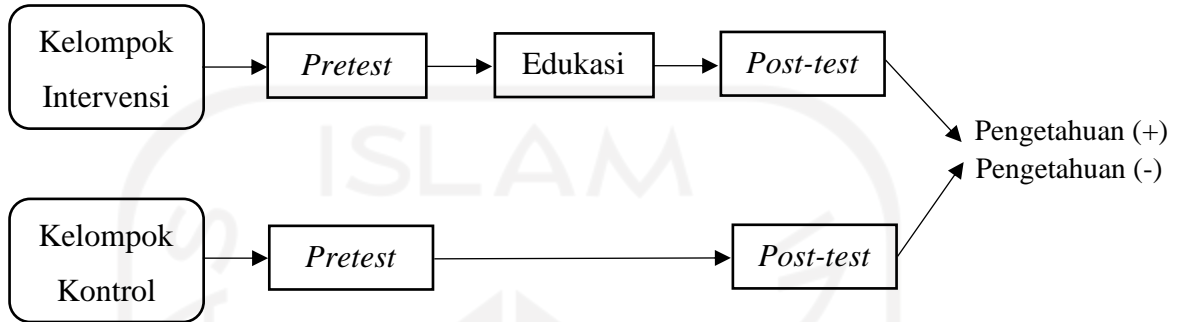 Kelompok
Intervensi
Pretest
Edukasi
Post-test
Pengetahuan (+)
Pengetahuan (-)
Kelompok
Kontrol
Pretest
Post-test
ISLAM